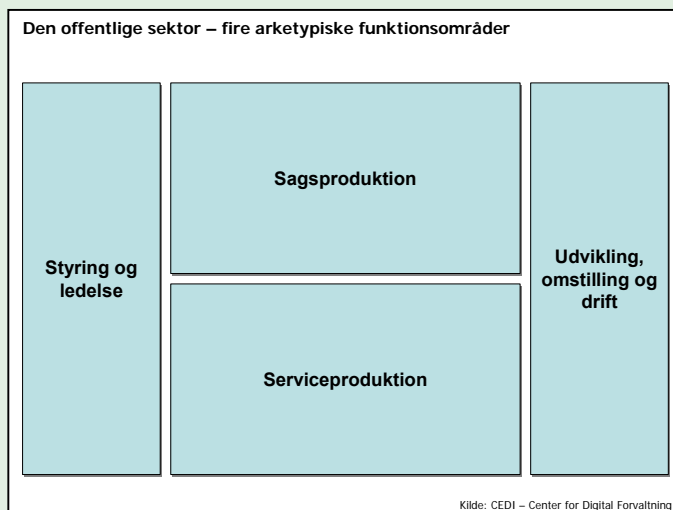 Den offentlige sektor – fire arketypiske funktionsområder
Styring og
ledelse
Sagsproduktion
Serviceproduktion
Udvikling,
omstilling og
drift
Kilde: CEDI – Center for Digital Forvaltning